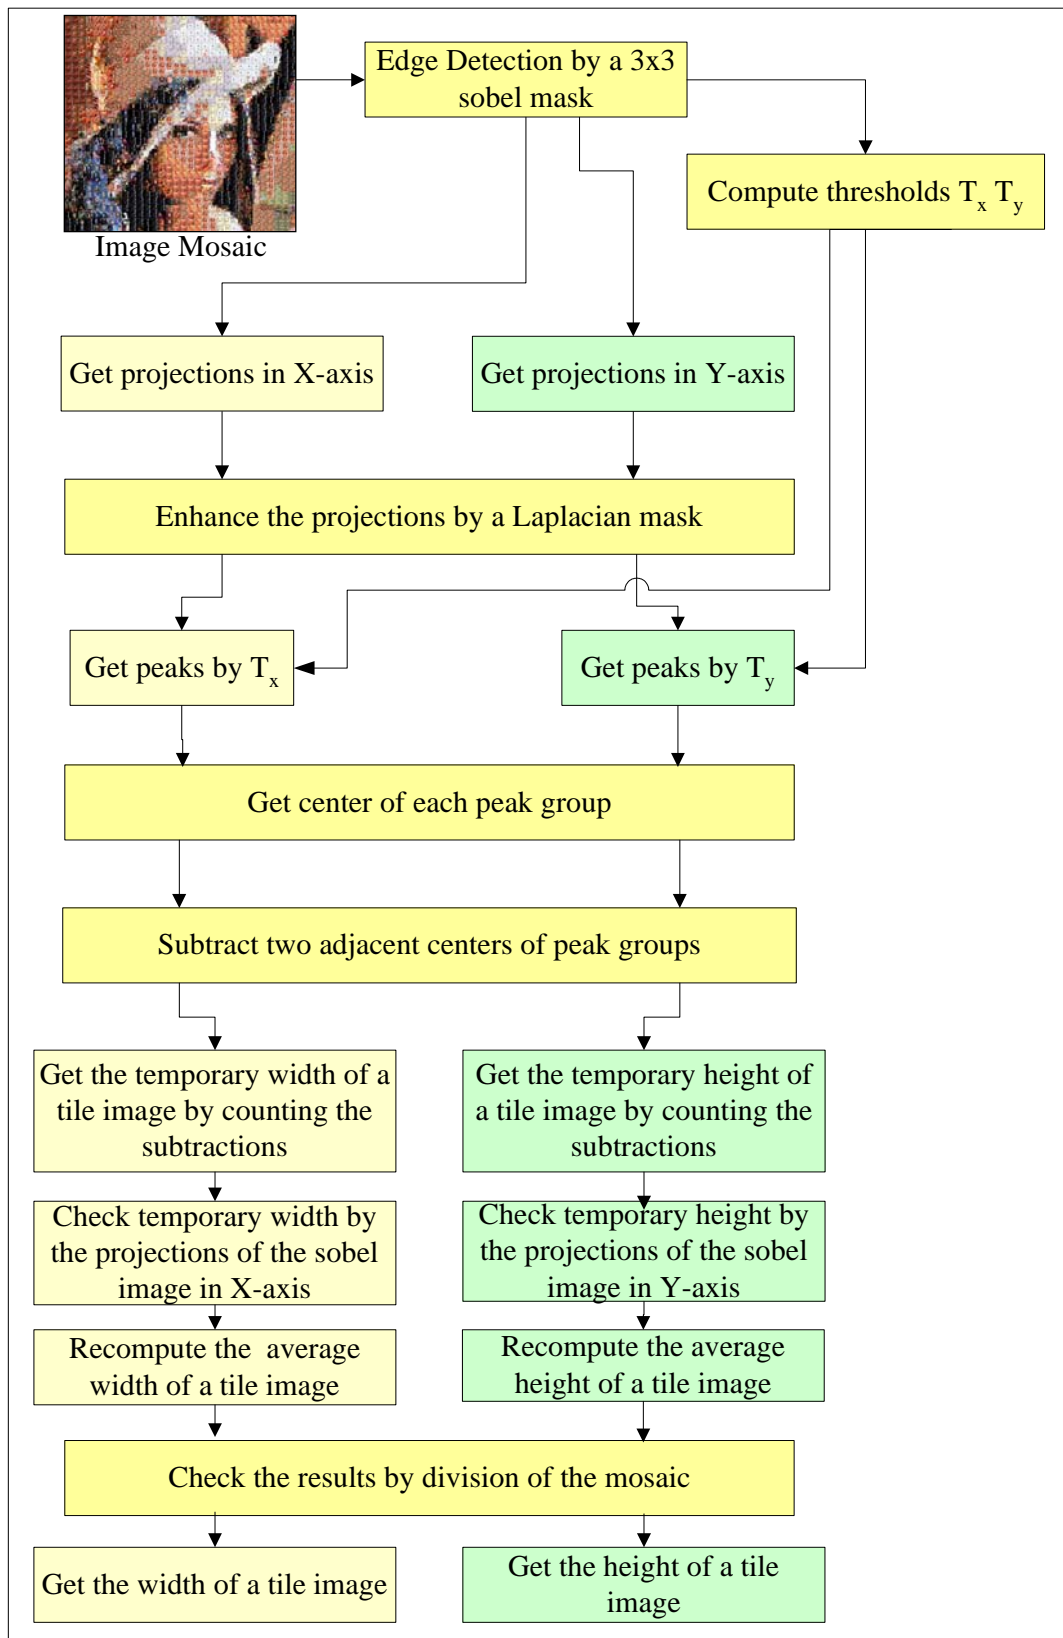 Edge Detection by a 3x3
sobel mask
Compute thresholds Tx Ty
Image Mosaic
Get projections in X-axis
Get projections in Y-axis
Enhance the projections by a Laplacian mask
Get peaks by Tx
Get peaks by Ty
Get center of each peak group
Subtract two adjacent centers of peak groups
Get the temporary width of a
tile image by counting the
subtractions
Get the temporary height of
a tile image by counting the
subtractions
Check temporary width by
the projections of the sobel
image in X-axis
Check temporary height by
the projections of the sobel
image in Y-axis
Recompute the average
width of a tile image
Recompute the average
height of a tile image
Check the results by division of the mosaic
Get the width of a tile image
Get the height of a tile
image